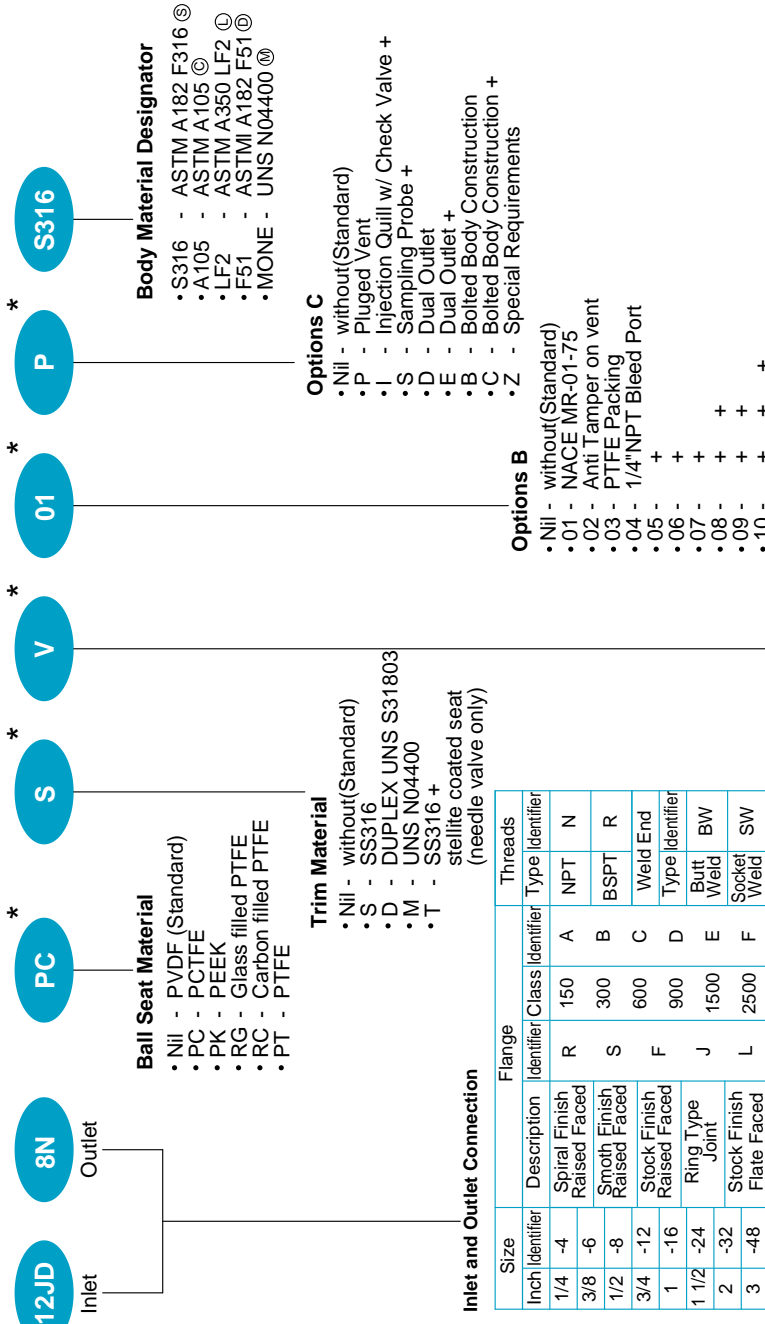 12JD
8N
PC
*
S
*
V
*
01
*
P
*
S316
Inlet
Outlet
Body Material Designator
• S316 - ASTM A182 F316 Ⓢ
• A105 - ASTM A105 Ⓒ
• LF2 - ASTM A350 LF2 Ⓛ
• F51 - ASTMI A182 F51 Ⓓ
• MONE - UNS N04400 Ⓜ
Options C
• Nil - without(Standard)
• P - Pluged Vent
• I - Injection Quill w/ Check Valve +
• S - Sampling Probe +
• D - Dual Outlet
• E - Dual Outlet +
• B - Bolted Body Construction
• C - Bolted Body Construction +
• Z - Special Requirements
Options B
• Nil - without(Standard)
• 01 - NACE MR-01-75
• 02 - Anti Tamper on vent
• 03 - PTFE Packing
• 04 - 1/4"NPT Bleed Port
• 05 - +
• 06 - +
• 07 - +
• 08 - + +
• 09 - + +
• 10 - + + +
Ball Seat Material
• Nil - PVDF (Standard)
• PC - PCTFE
• PK - PEEK
• RG - Glass filled PTFE
• RC - Carbon filled PTFE
• PT - PTFE
Trim Material
• Nil - without(Standard)
• S - SS316
• D - DUPLEX UNS S31803
• M - UNS N04400
• T - SS316 +
stellite coated seat
(needle valve only)
Inlet and Outlet Connection
Size Flange Threads
Inch Identifier Description Identifier Class Identifier Type Identifier
1/4 -4
3/8 -6
1/2 -8
3/4 -12
1 -16
1 1/2 -24
2 -32
3 -48
Spiral Finish
Raised Faced
R
Smoth Finish
Raised Faced
S
Stock Finish
Raised Faced
F
Ring Type
Joint
J
Stock Finish
Flate Faced
L
150 A
300 B
600 C
900 D
1500 E
2500 F
NPT N
BSPT R
Weld End
Type Identifier
Butt
Weld
BW
Socket
Weld
SW